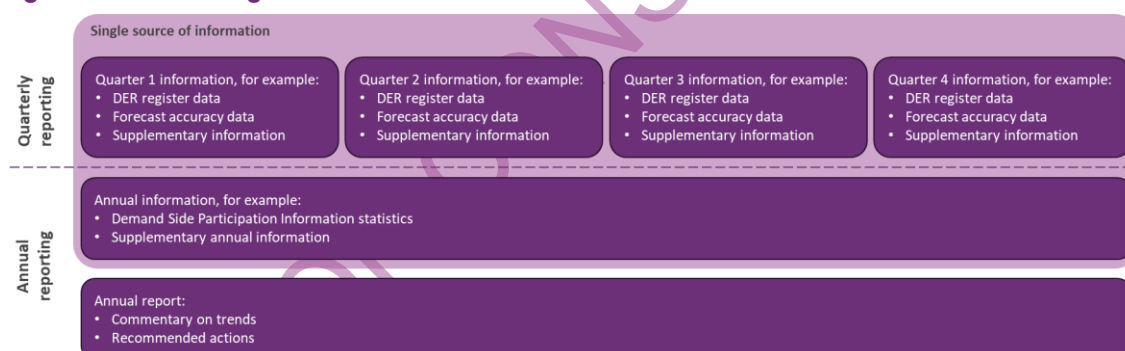 Single source of information
Quarterly
reporting
Quarter 1 information, for example:
• DER register data
• Forecast accuracy data
• Supplementary information
Quarter 2 information, for example:
• DER register data
• Forecast accuracy data
• Supplementary information
Quarter 3 information, for example:
• DER register data
• Forecast accuracy data
• Supplementary information
Quarter 4 information, for example:
• DER register data
• Forecast accuracy data
• Supplementary information
Annual
reporting
Annual information, for example:
• Demand Side Participation Information statistics
• Supplementary annual information
Annual report:
• Commentary on trends
• Recommended actions